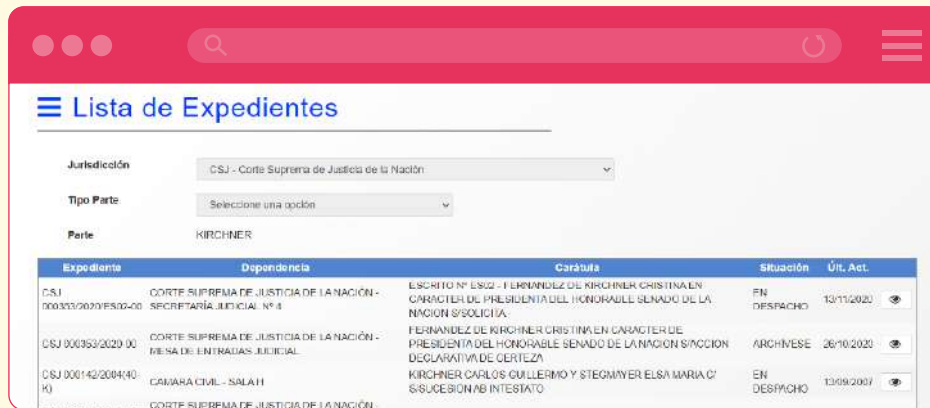 Lista de Expedientes
Jurisdicción
CSJ - Corte Suprema de Justicia de la Nación
Tipo Parte
Seleccione una opción
Parte KIRCHNER
Expediente Dependencia Carátula Situación Últ. Act.
CSJ 000353/2020/ES02-00 CORTE SUPREMA DE JUSTICIA DE LA NACIÓN -
SECRETARÍA JUDICIAL Nº 4
ESCRITO Nº ES02 - FERNANDEZ DE KIRCHNER CRISTINA EN
CARACTER DE PRESIDENTA DEL HONORABLE SENADO DE LA
NACION S/SOLICITA
EN
DESPACHO
13/11/2020
CSJ 000353/2020-00
CORTE SUPREMA DE JUSTICIA DE LA NACIÓN -
MESA DE ENTRADAS JUDICIAL
FERNANDEZ DE KIRCHNER CRISTINA EN CARACTER DE
PRESIDENTA DEL HONORABLE SENADO DE LA NACION S/ACCION
DECLARATIVA DE CERTEZA
ARCHIVESE
26/10/2020
CSJ 000142/2004(40-
K)
CAMARA CIVIL - SALA H
KIRCHNER CARLOS GUILLERMO Y STEGMAYER ELSA MARIA C/
S/SUCESION AB INTESTATO
EN
DESPACHO
13/09/2007
CORTE SUPREMA DE JUSTICIA DE LA NACIÓN -